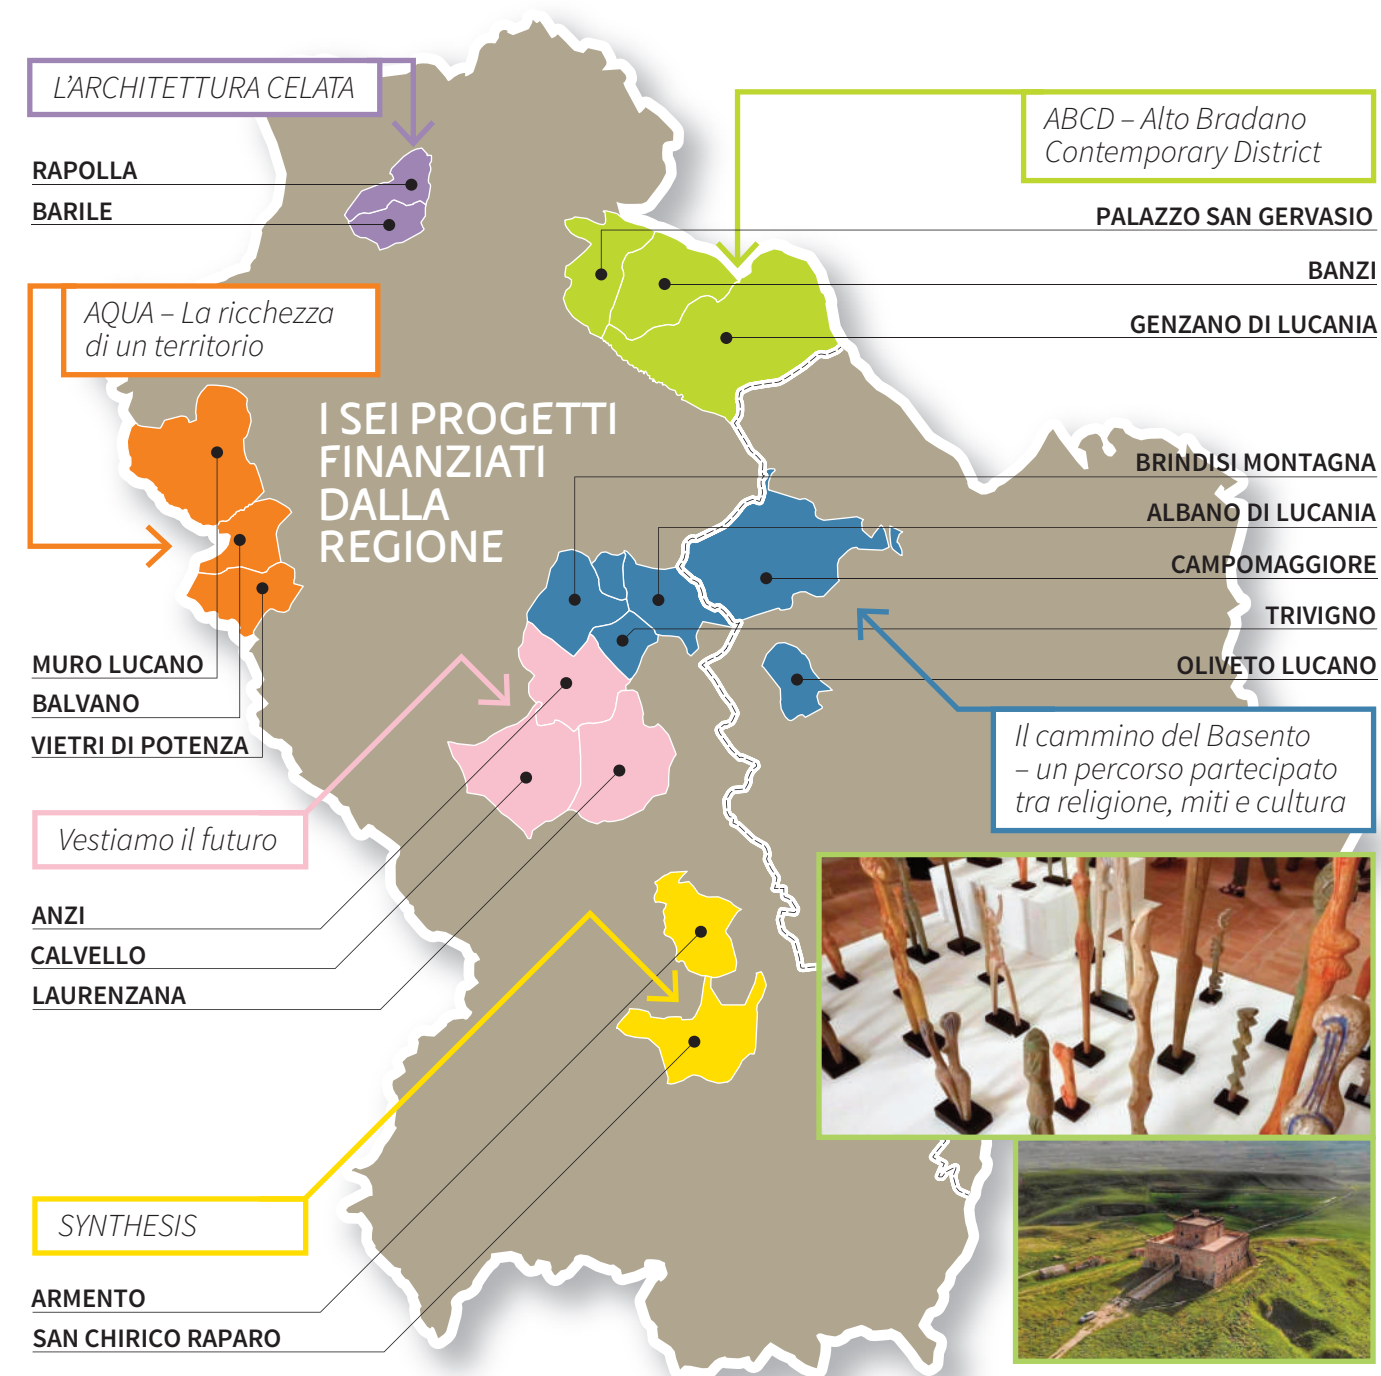 L'ARCHITETTURA CELATA
RAPOLLA
BARILE
ABCD – Alto Bradano
Contemporary District
PALAZZO SAN GERVASIO
BANZI
GENZANO DI LUCANIA
AQUA – La ricchezza
di un territorio
I SEI PROGETTI
FINANZIATI
DALLA
REGIONE
BRINDISI MONTAGNA
ALBANO DI LUCANIA
CAMPOMAGGIORE
TRIVIGNO
OLIVETO LUCANO
MURO LUCANO
BALVANO
VIETRI DI POTENZA
Il cammino del Basento
– un percorso partecipato
tra religione, miti e cultura
Vestiamo il futuro
ANZI
CALVELLO
LAURENZANA
SYNTHESIS
ARMENTO
SAN CHIRICO RAPARO